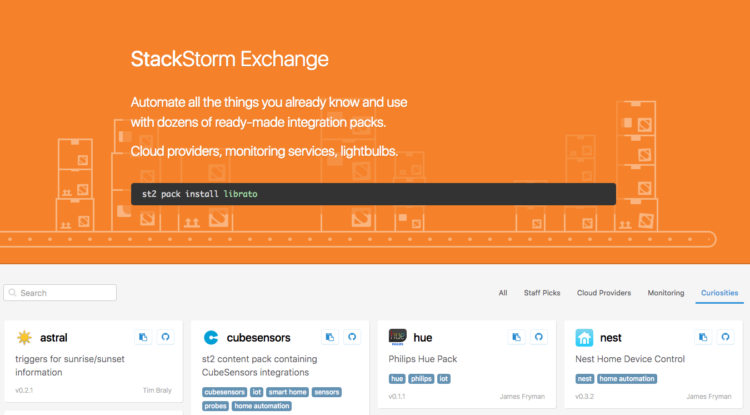 StackStorm Exchange
Automate all the things you already know and use
with dozens of ready-made integration packs.
Cloud providers, monitoring services, lightbulbs.
st2 pack install librato
Search
All Staff Picks Cloud Providers Monitoring Curiosities
astral
triggers for sunrise/sunset
information
v0.2.1 Tim Braly
cubesensors
st2 content pack containing
CubeSensors integrations
cubesensors iot smart home sensors
probes home automation
HUE
PHILIPS
hue
Philips Hue Pack
hue philips iot
v0.1.1 James Fryman
nest
Nest Home Device Control
nest home automation
v0.3.2 James Fryman